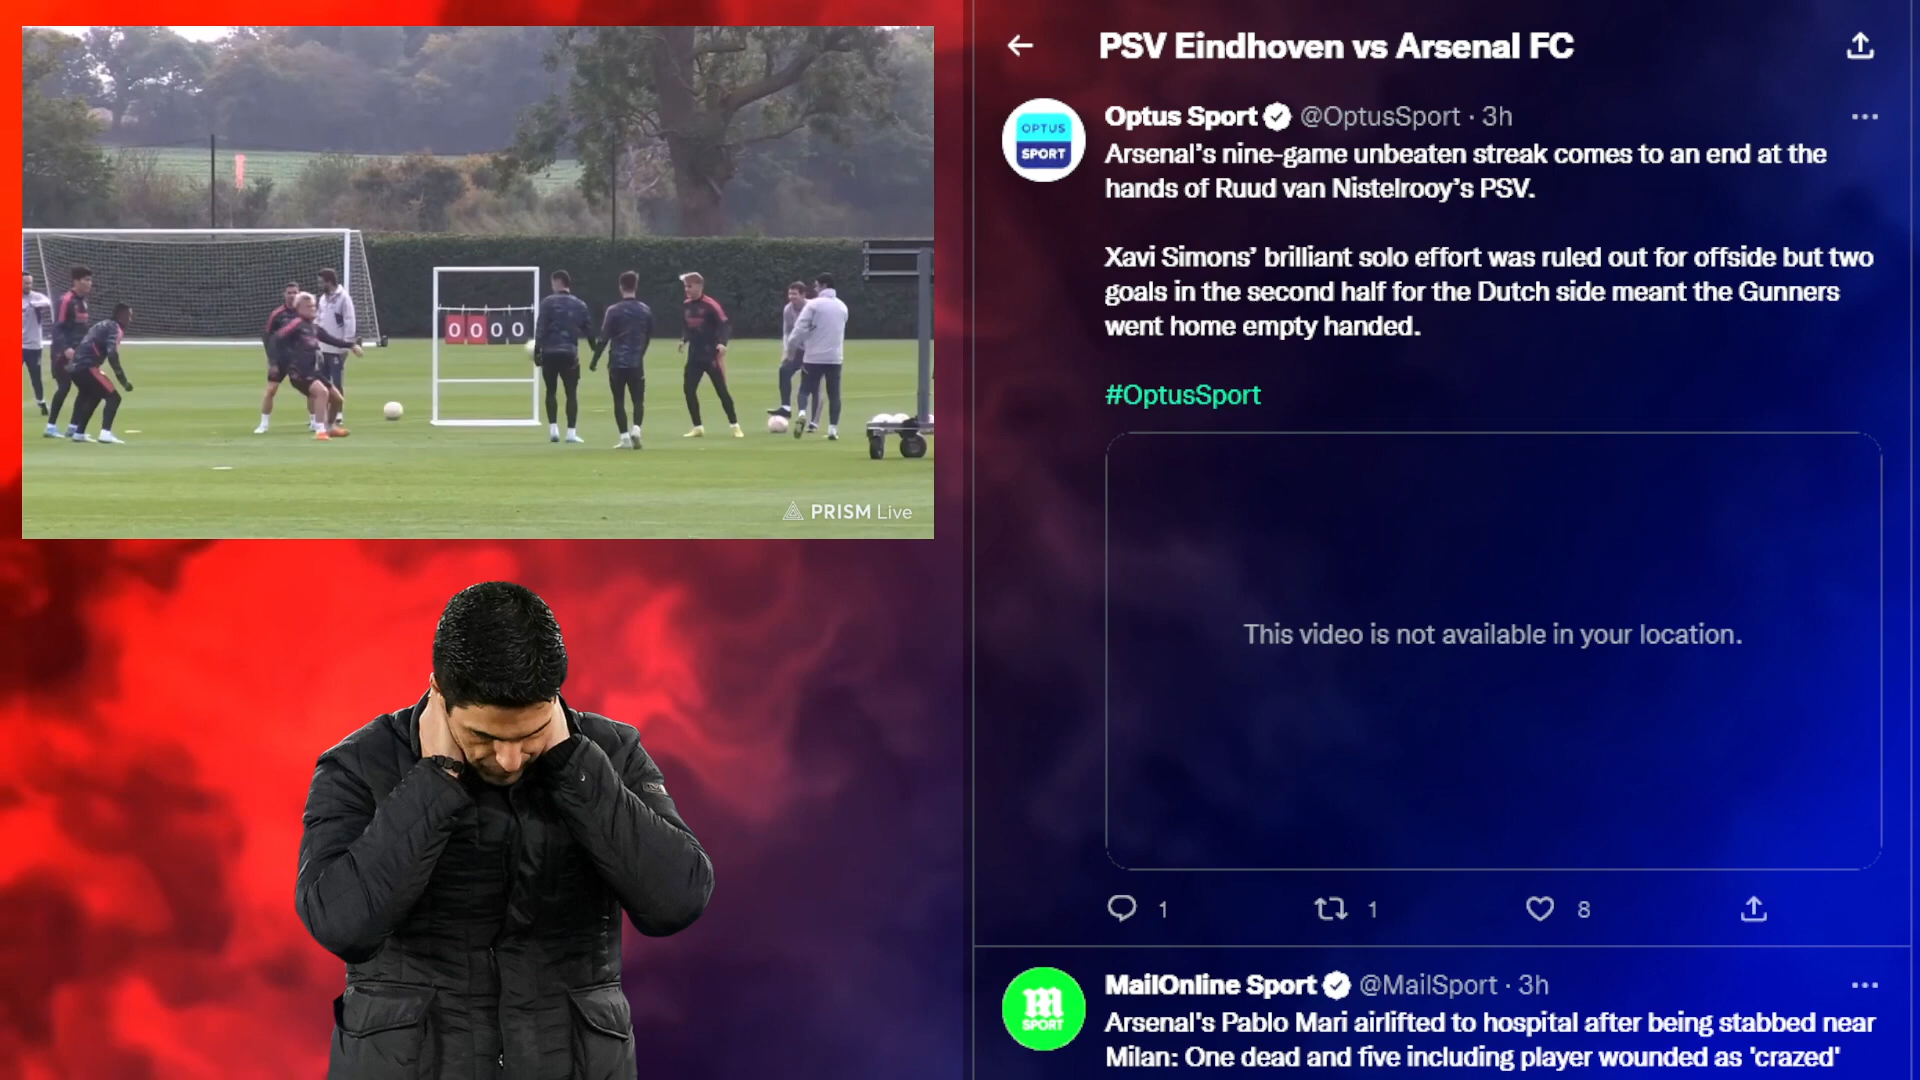 0000
PRISM Live
PSV Eindhoven vs Arsenal FC
OPTUS
SPORT
Optus Sport @OptusSport · 3h
Arsenal's nine-game unbeaten streak comes to an end at the
hands of Ruud van Nistelrooy's PSV.
Xavi Simons' brilliant solo effort was ruled out for offside but two
goals in the second half for the Dutch side meant the Gunners
went home empty handed.
#OptusSport
This video is not available in your location.
1 1 8
m
SPORT
MailOnline Sport @MailSport · 3h
Arsenal's Pablo Mari airlifted to hospital after being stabbed near
Milan: One dead and five including player wounded as 'crazed'